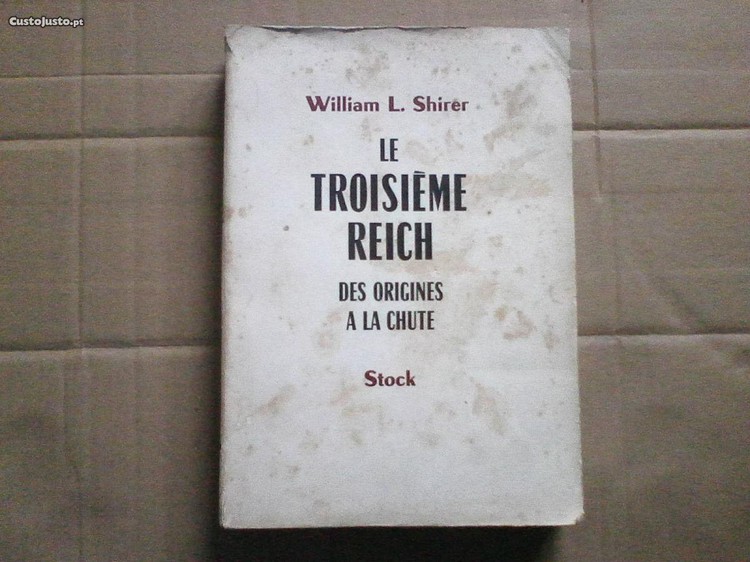 CustoJusto.pt
William L. Shirer
LE
TROISIÈME
REICH
DES ORIGINES
A LA CHUTE
Stock